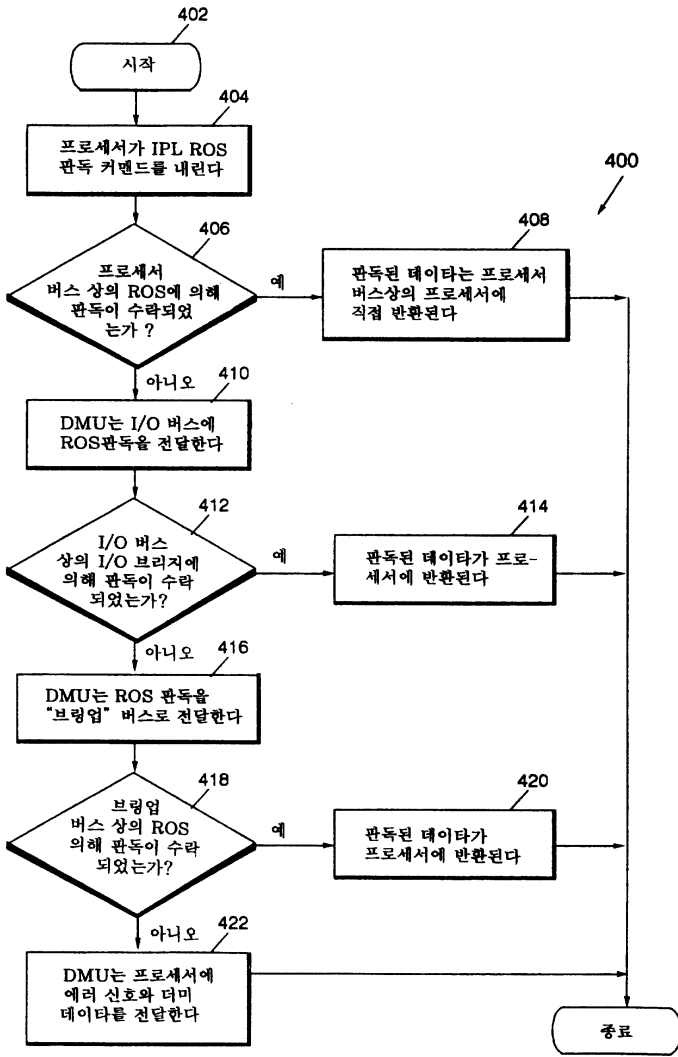 402
시작
404
프로세서가 IPL ROS
판독 커맨드를 내린다
400
406
프로세서
버스 상의 ROS에 의해
판독이 수락되었
는가 ?
예
408
판독된 데이타는 프로세서
버스상의 프로세서에
직접 반환된다
아니오
410
DMU는 I/O 버스에
ROS판독을 전달한다
412
I/O 버스
상의 I/O 브리지에
의해 판독이 수락
되었는가?
예
414
판독된 데이타가 프로-
세서에 반환된다
아니오
416
DMU는 ROS 판독을
“브링업” 버스로 전달한다
418
브링업
버스 상의 ROS
의해 판독이 수락
되었는가?
예
420
판독된 데이타가
프로세서에 반환된다
아니오
422
DMU는 프로세서에
에러 신호와 더미
데이타를 전달한다
종료